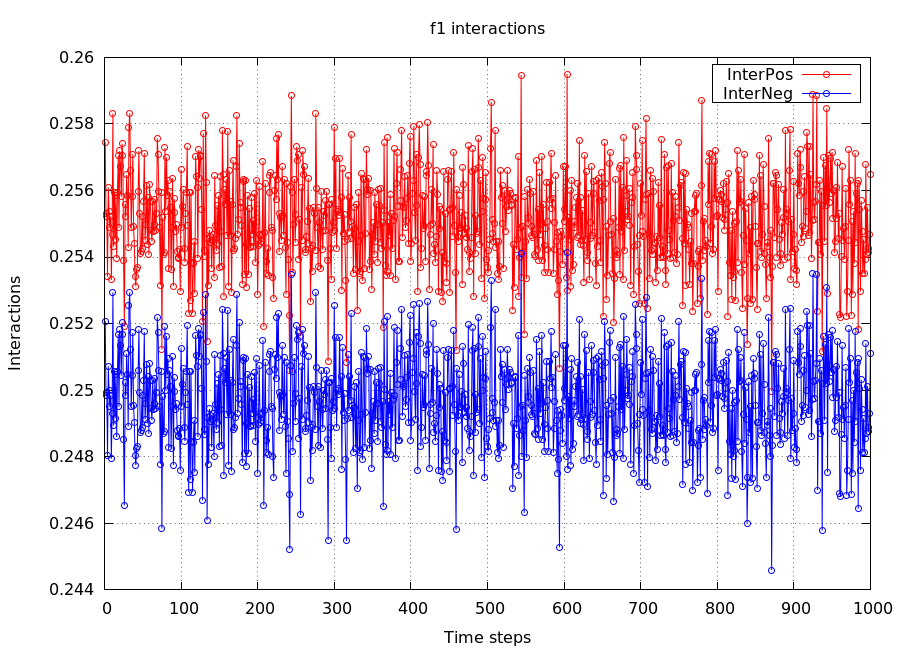 f1 interactions
InterPos
InterNeg
Interactions
0.26
0.258
0.256
0.254
0.252
0.25
0.248
0.246
0.244
0 100 200 300 400 500 600 700 800 900 1000
Time steps